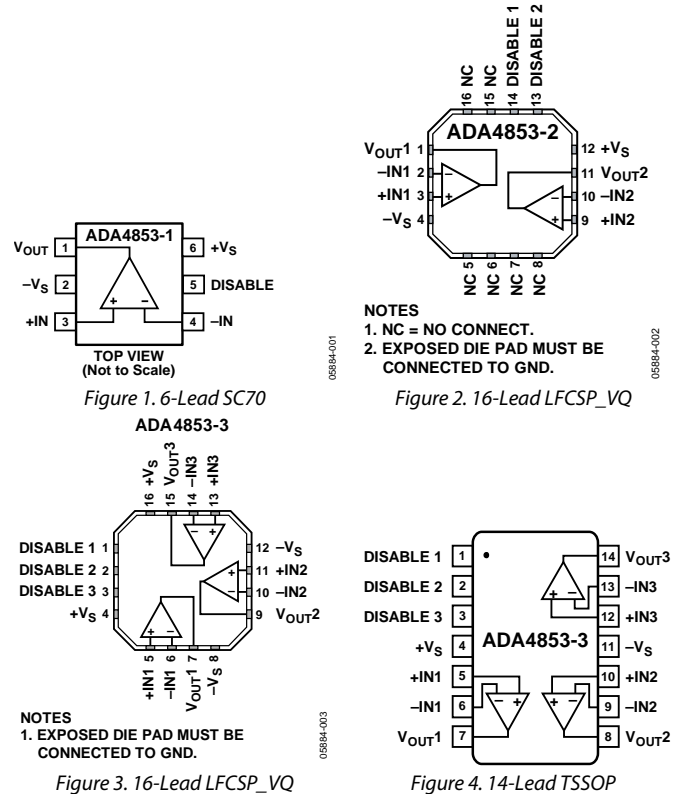 ADA4853-1
VOUT 1
6 +VS
–VS 2
5 DISABLE
+IN 3
4 –IN
+
–
TOP VIEW
(Not to Scale)
05884-001
Figure 1. 6-Lead SC70
16 NC
15 NC
14 DISABLE 1
13 DISABLE 2
ADA4853-2
VOUT1 1
–IN1 2
+IN1 3
–VS 4
–
+
12 +VS
11 VOUT2
10 –IN2
9 +IN2
–
+
NC 5
NC 6
NC 7
NC 8
NOTES
1. NC = NO CONNECT.
2. EXPOSED DIE PAD MUST BE
CONNECTED TO GND.
05884-002
Figure 2. 16-Lead LFCSP_VQ
ADA4853-3
16 +VS
15 VOUT3
14 –IN3
13 +IN3
– +
DISABLE 1 1
DISABLE 2 2
DISABLE 3 3
+VS 4
12 –VS
11 +IN2
10 –IN2
9 VOUT2
+
–
+ –
+IN1 5
–IN1 6
VOUT1 7
–VS 8
NOTES
1. EXPOSED DIE PAD MUST BE
CONNECTED TO GND.
05884-003
Figure 3. 16-Lead LFCSP_VQ
DISABLE 1 1
DISABLE 2 2
DISABLE 3 3
+VS 4
+IN1 5
–IN1 6
VOUT1 7
ADA4853-3
14 VOUT3
13 –IN3
12 +IN3
11 –VS
10 +IN2
9 –IN2
8 VOUT2
+ –
– +
– +
Figure 4. 14-Lead TSSOP